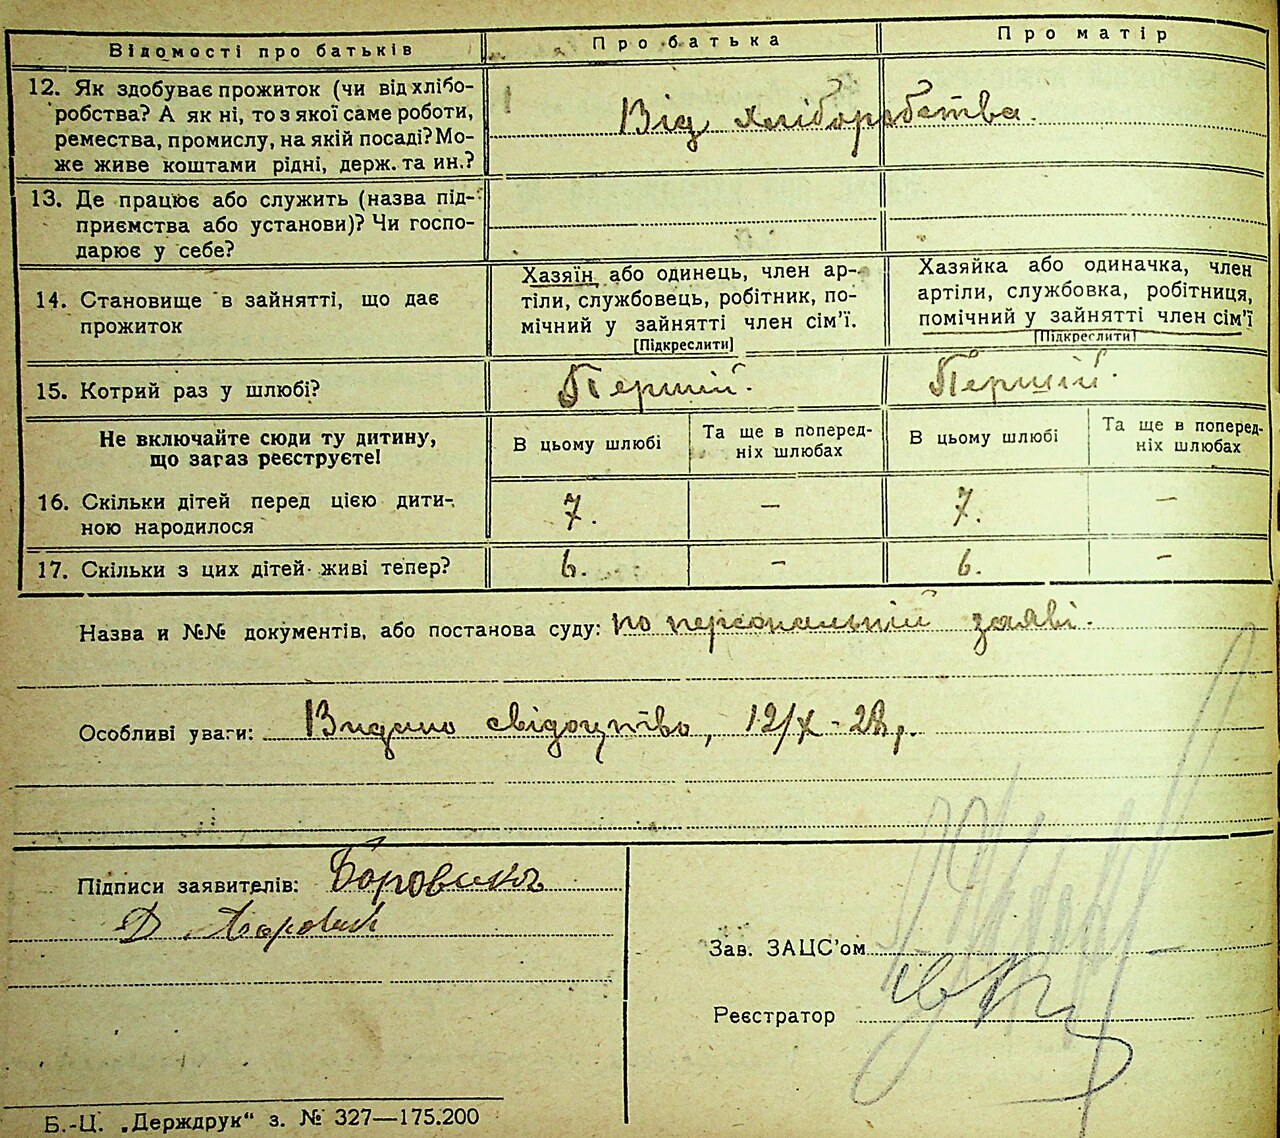 Відомості про батьків
Про батька
Про матір
12. Як здобуває прожиток (чи від хлібо-
робства? А як ні, то з якої саме роботи,
ремества, промислу, на якій посаді? Мо-
же живе коштами рідні, держ. та ин.?
Від хліборобства.
13. Де працює або служить (назва під-
приємства або установи)? Чи госпо-
дарює у себе?
14. Становище в зайнятті, що дає
прожиток
Хазяїн або одинець, член ар-
тіли, службовець, робітник, по-
мічний у зайнятті член сім'ї.
[Підкреслити]
Хазяйка або одиначка, член
артіли, службовка, робітниця,
помічний у зайнятті член сім'ї
[Підкреслити]
15. Котрий раз у шлюбі?
Перший.
Перший.
Не включайте сюди ту дитину,
що загаз реєструєте!
В цьому шлюбі
Та ще в поперед-
ніх шлюбах
В цьому шлюбі
Та ще в поперед-
ніх шлюбах
16. Скільки дітей перед цією дити-
ною народилося
7. – 7. –
17. Скільки з цих дітей живі тепер?
6. – 6. –
Назва и №№ документів, або постанова суду: по персональній заяві.
Особливі уваги: Видано свідоцтво, 12/X-28 р.
Підписи заявителів: Боровикъ
Д Боровик
Зав. ЗАЦС'ом
Реєстратор
Б.-Ц. „Держдрук“ з. № 327—175.200